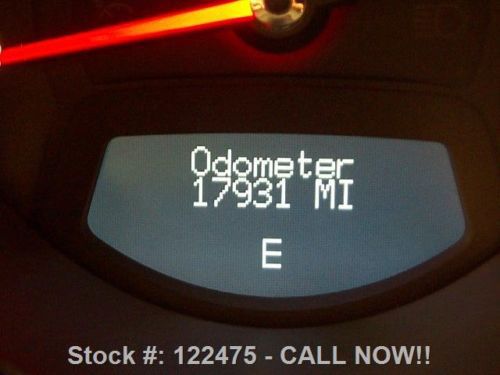 Odometer
17931 MI
E
Stock #: 122475 - CALL NOW!!